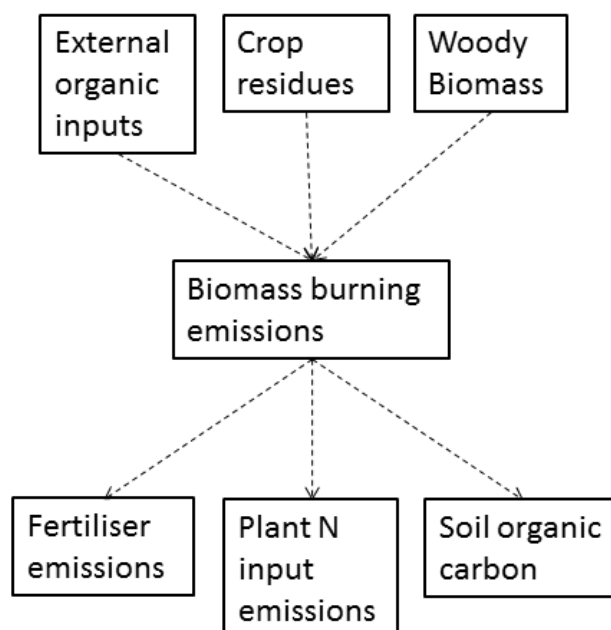 External
organic
inputs
Crop
residues
Woody
Biomass
Biomass burning
emissions
Fertiliser
emissions
Plant N
input
emissions
Soil organic
carbon